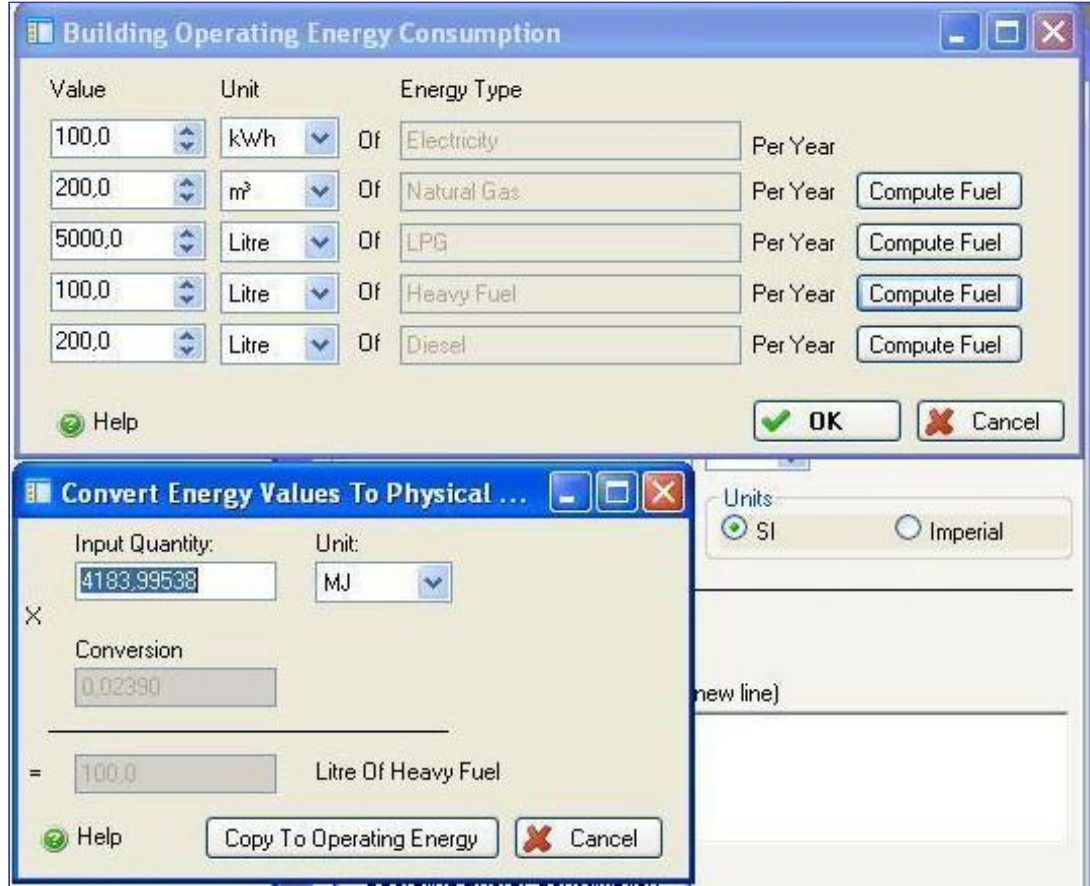 Building Operating Energy Consumption
Value Unit Energy Type
100,0 kWh Of Electricity Per Year
200,0 m³ Of Natural Gas Per Year Compute Fuel
5000,0 Litre Of LPG Per Year Compute Fuel
100,0 Litre Of Heavy Fuel Per Year Compute Fuel
200,0 Litre Of Diesel Per Year Compute Fuel
Help OK Cancel
Convert Energy Values To Physical ...
Input Quantity: Unit:
4183,99538 MJ
X
Conversion
0,02390
= 100,0 Litre Of Heavy Fuel
Help Copy To Operating Energy Cancel
Units
SI Imperial
new line)